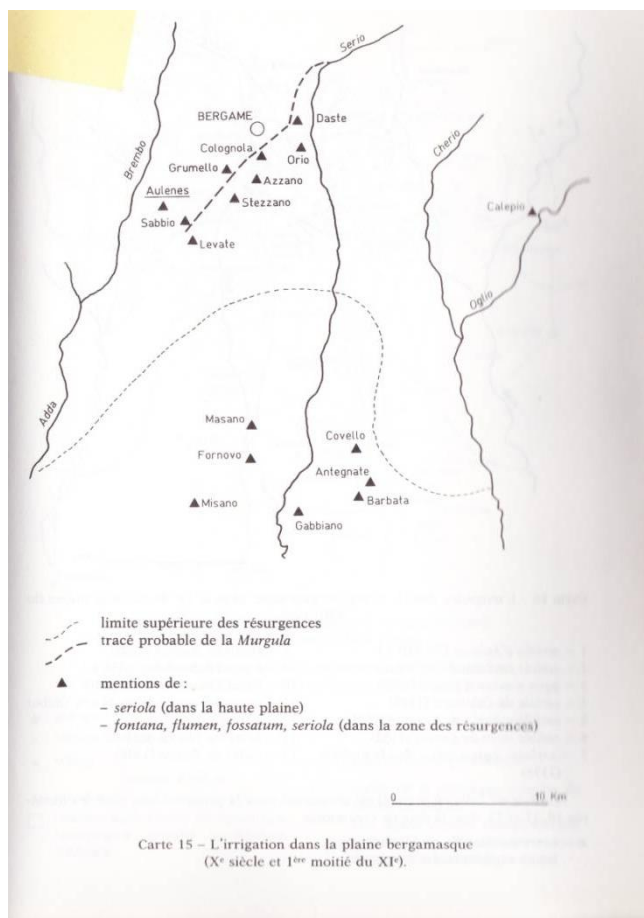 Serio
BERGAME
Daste
Brembo
Colognola
Orio
Cherio
Grumello
Azzano
Aulenes
Stezzano
Calepio
Sabbio
Levate
Oglio
Adda
Masano
Covello
Fornovo
Antegnate
Misano
Barbata
Gabbiano
limite supérieure des résurgences
tracé probable de la Murgula
mentions de :
– seriola (dans la haute plaine)
– fontana, flumen, fossatum, seriola (dans la zone des résurgences)
0 10 Km
Carte 15 – L'irrigation dans la plaine bergamasque
(Xe siècle et 1ère moitié du XIe).